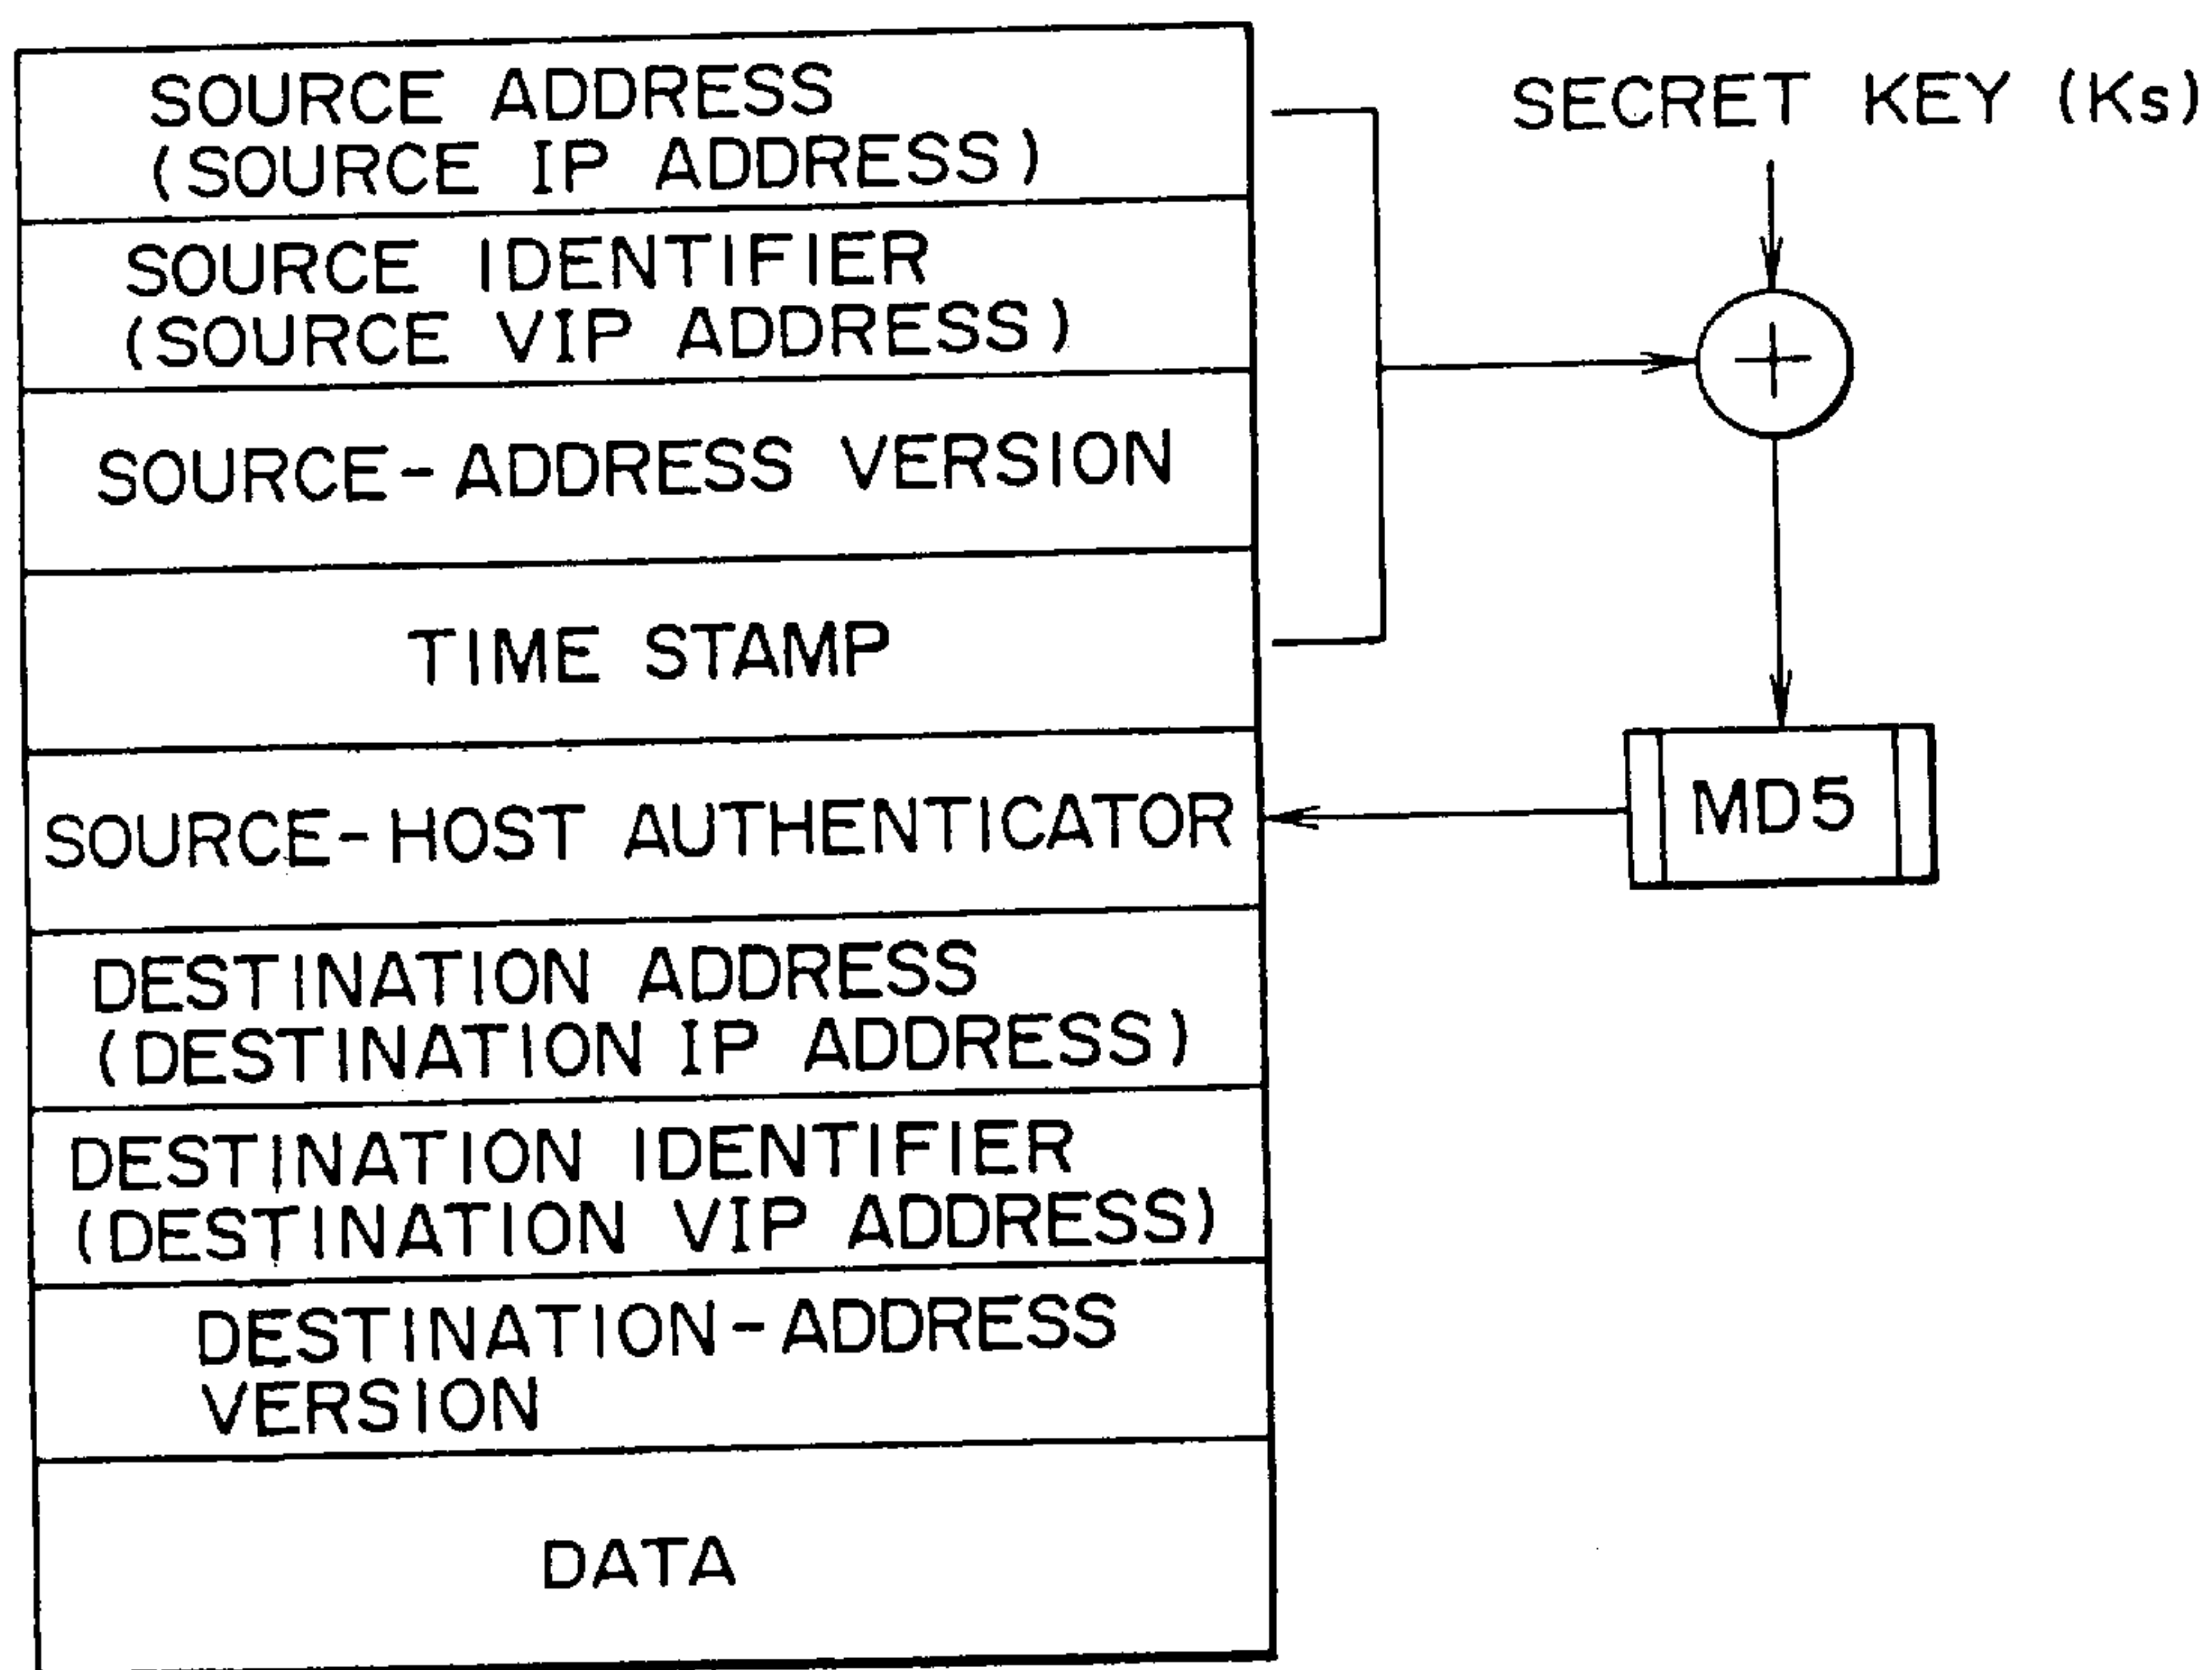 SOURCE ADDRESS
(SOURCE IP ADDRESS)
SOURCE IDENTIFIER
(SOURCE VIP ADDRESS)
SOURCE-ADDRESS VERSION
TIME STAMP
SOURCE-HOST AUTHENTICATOR
DESTINATION ADDRESS
(DESTINATION IP ADDRESS)
DESTINATION IDENTIFIER
(DESTINATION VIP ADDRESS)
DESTINATION-ADDRESS
VERSION
DATA
SECRET KEY (Ks)
+
MD5